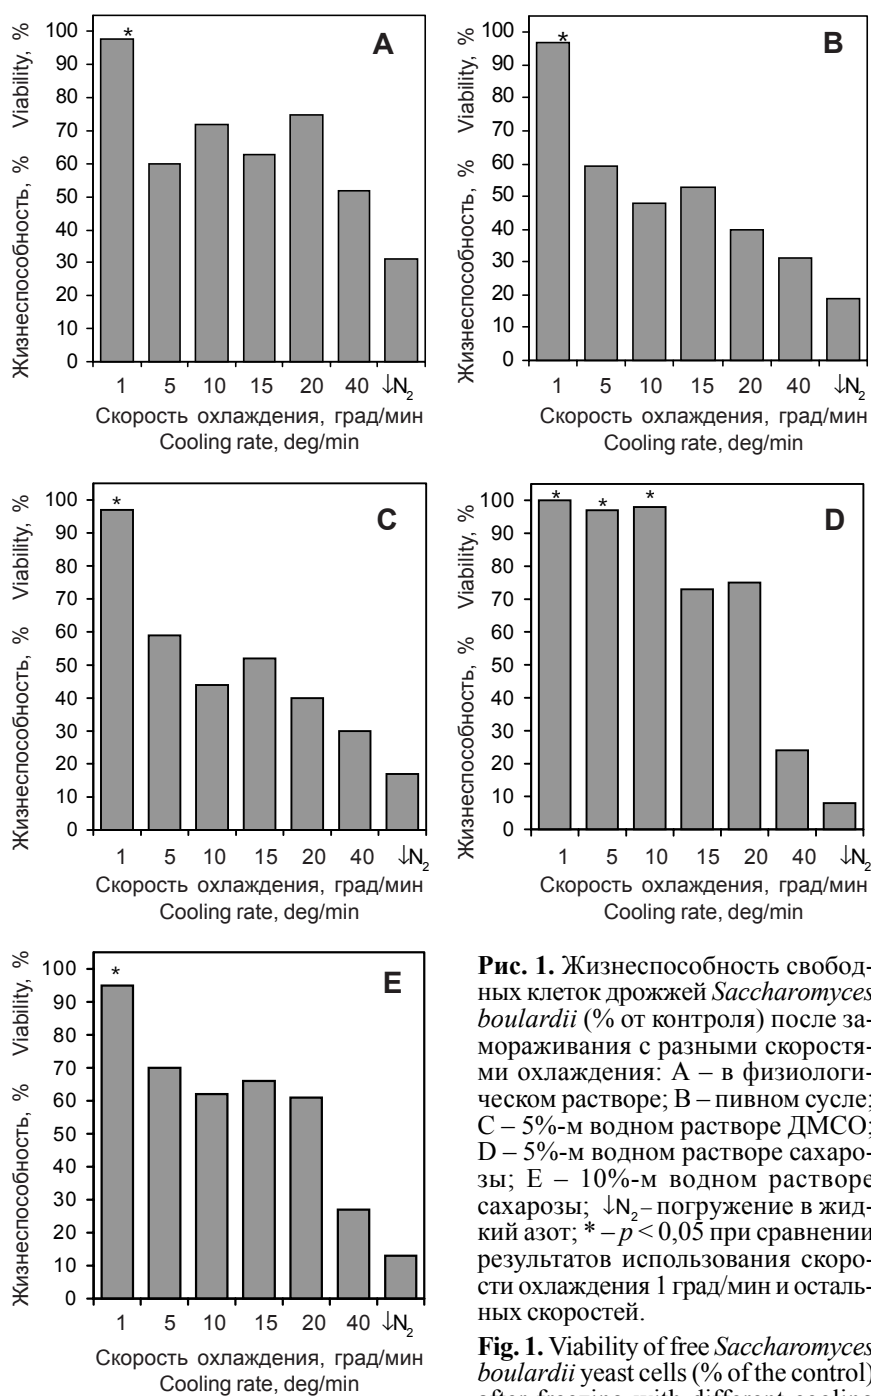 Жизнеспособность, % Viability, %
100
90
80
70
60
50
40
30
20
10
0
*
A
1 5 10 15 20 40 ↓N₂
Скорость охлаждения, град/мин
Cooling rate, deg/min
Жизнеспособность, % Viability, %
100
90
80
70
60
50
40
30
20
10
0
*
B
1 5 10 15 20 40 ↓N₂
Скорость охлаждения, град/мин
Cooling rate, deg/min
Жизнеспособность, % Viability, %
100
90
80
70
60
50
40
30
20
10
0
*
C
1 5 10 15 20 40 ↓N₂
Скорость охлаждения, град/мин
Cooling rate, deg/min
Жизнеспособность, % Viability, %
100
90
80
70
60
50
40
30
20
10
0
* * *
D
1 5 10 15 20 40 ↓N₂
Скорость охлаждения, град/мин
Cooling rate, deg/min
Жизнеспособность, % Viability, %
100
90
80
70
60
50
40
30
20
10
0
*
E
1 5 10 15 20 40 ↓N₂
Скорость охлаждения, град/мин
Cooling rate, deg/min
Рис. 1. Жизнеспособность свобод-
ных клеток дрожжей Saccharomyces
boulardii (% от контроля) после за-
мораживания с разными скоростя-
ми охлаждения: A – в физиологи-
ческом растворе; B – пивном сусле;
C – 5%-м водном растворе ДМСО;
D – 5%-м водном растворе сахаро-
зы; E – 10%-м водном растворе
сахарозы; ↓N₂ – погружение в жид-
кий азот; * – p < 0,05 при сравнении
результатов использования скоро-
сти охлаждения 1 град/мин и осталь-
ных скоростей.
Fig. 1. Viability of free Saccharomyces
boulardii yeast cells (% of the control)
after freezing with different cooling